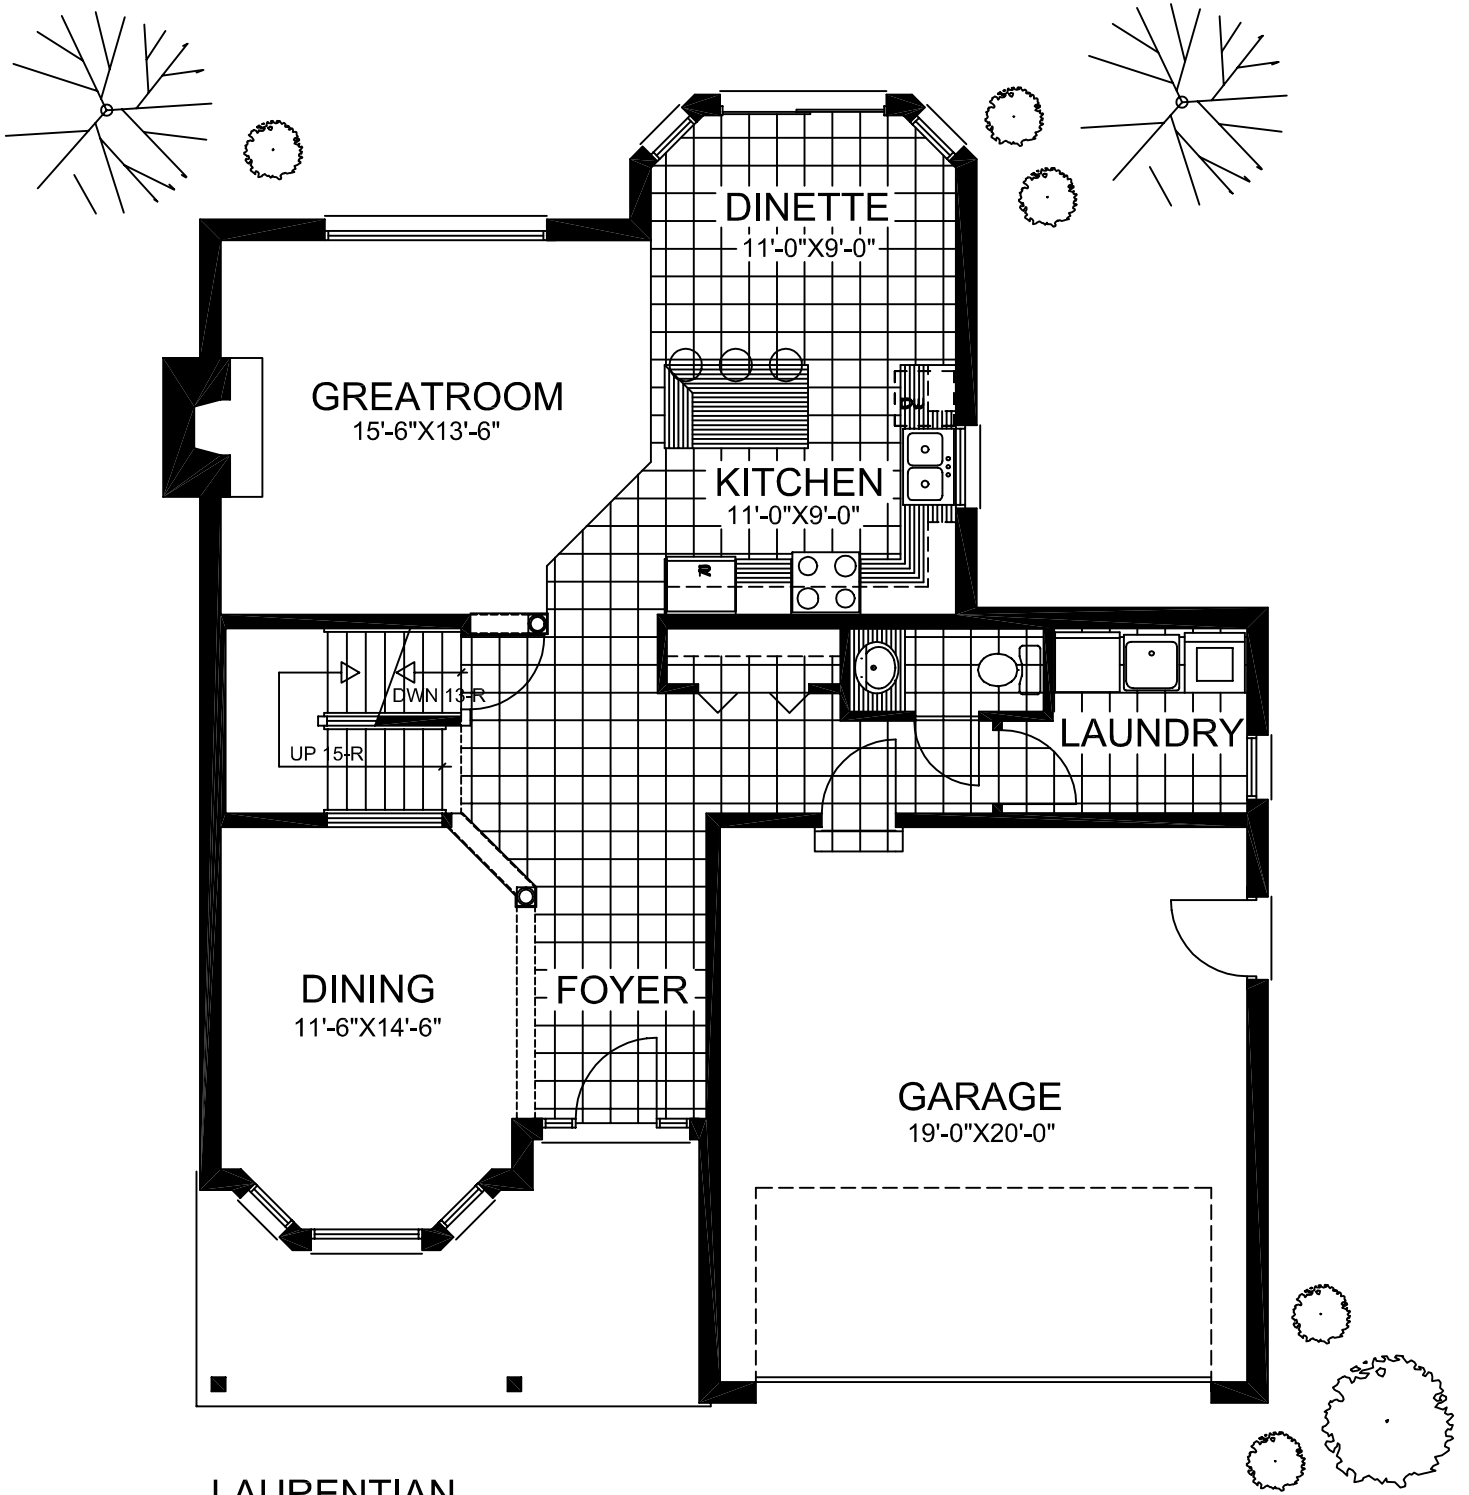 DINETTE
11'-0"X9'-0"
GREATROOM
15'-6"X13'-6"
KITCHEN
11'-0"X9'-0"
DWN 13-R
UP 15-R
LAUNDRY
DINING
11'-6"X14'-6"
FOYER
GARAGE
19'-0"X20'-0"
LAURENTIAN